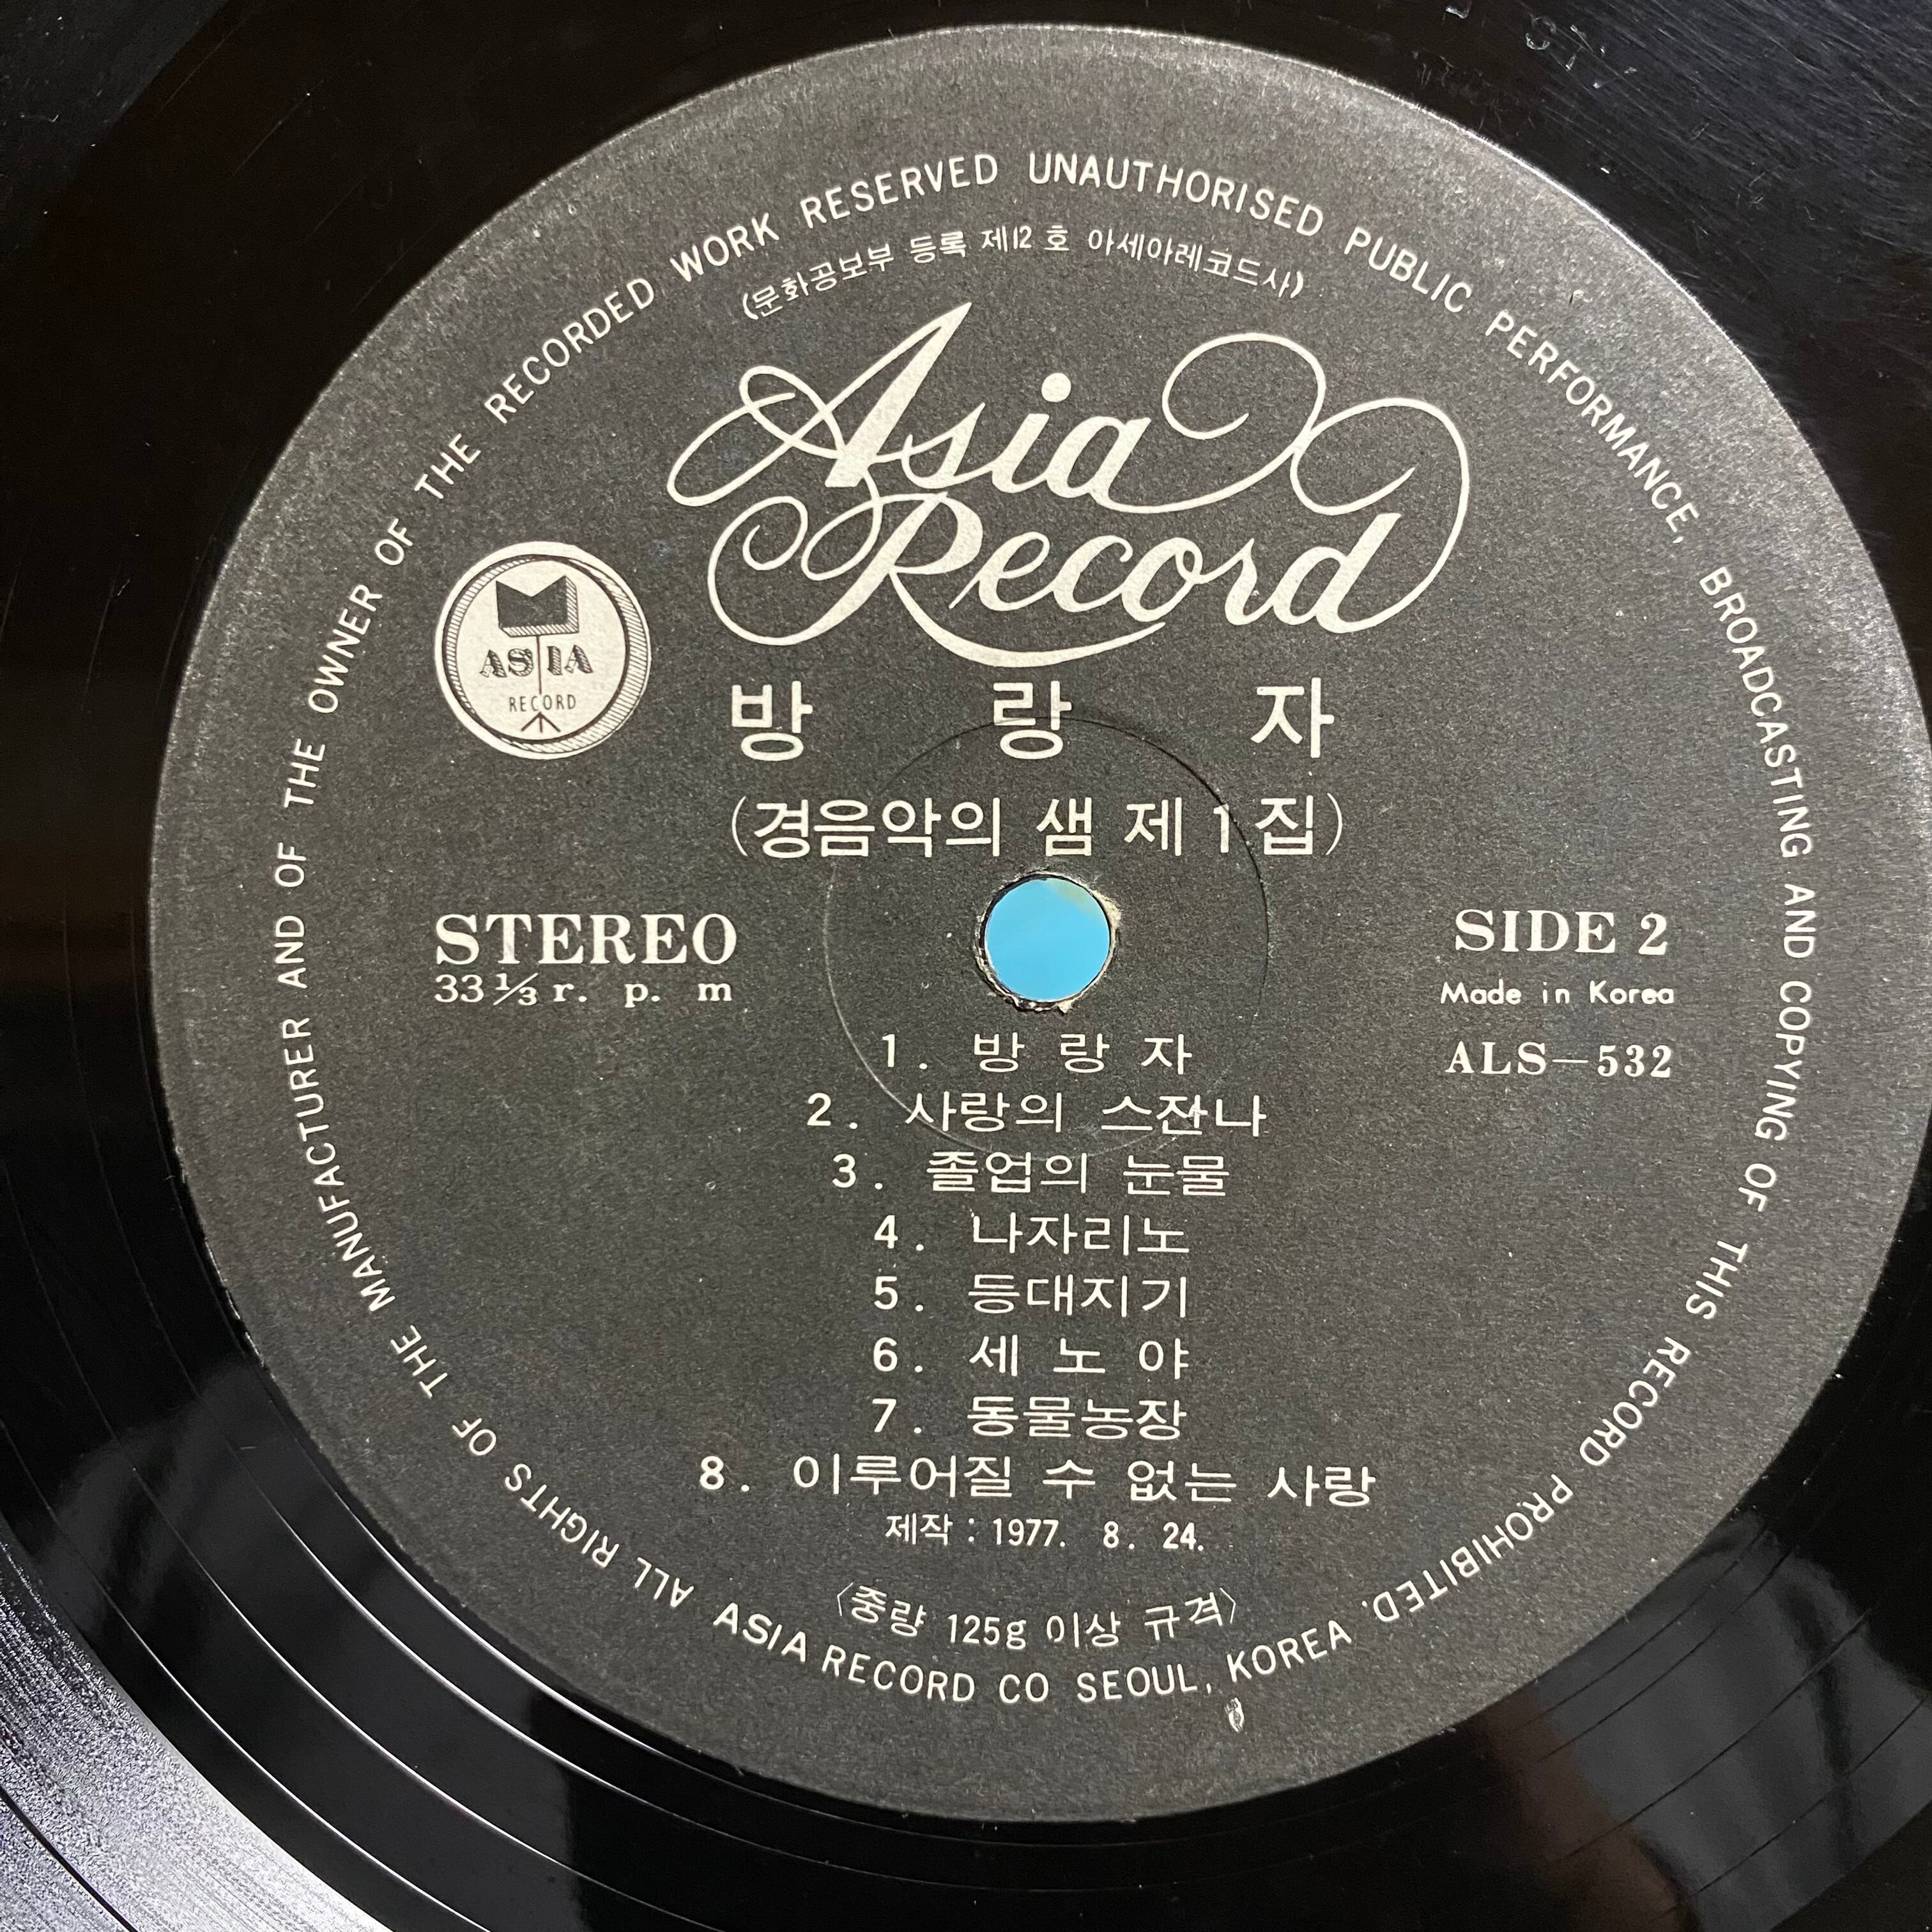 ALL RIGHTS OF THE MANUFACTURER AND OF THE OWNER OF THE RECORDED WORK RESERVED UNAUTHORISED PUBLIC PERFORMANCE, BROADCASTING AND COPYING OF THIS RECORD PROHIBITED.
(문화공보부 등록 제12호 아세아레코드사)
Asia
Record
ASIA
RECORD
방 랑 자
(경음악의 샘 제1집)
STEREO
33⅓ r. p. m
SIDE 2
Made in Korea
ALS-532
1. 방 랑 자
2. 사랑의 스잔나
3. 졸업의 눈물
4. 나자리노
5. 등대지기
6. 세 노 야
7. 동물농장
8. 이루어질 수 없는 사랑
제작 : 1977. 8. 24.
〈중량 125g 이상 규격〉
ASIA RECORD CO SEOUL, KOREA